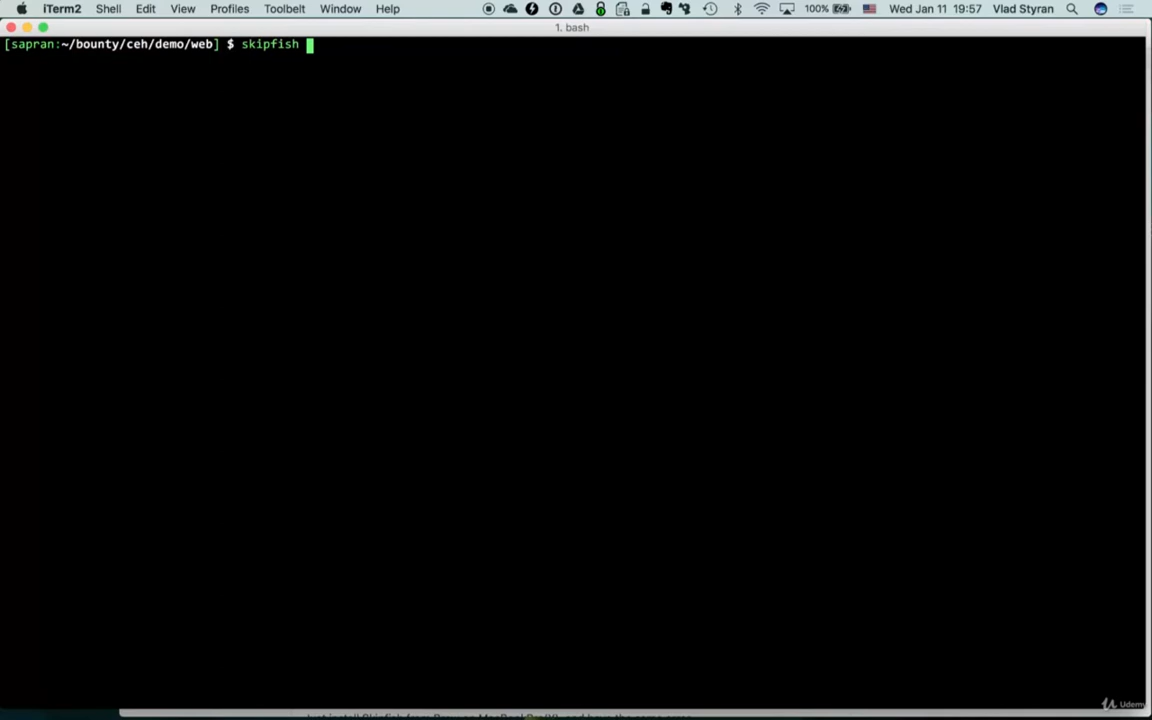 iTerm2 Shell Edit View Profiles Toolbelt Window Help 100% Wed Jan 11 19:57 Vlad Styran
1. bash
[sapran:~/bounty/ceh/demo/web] $ skipfish
Udemy